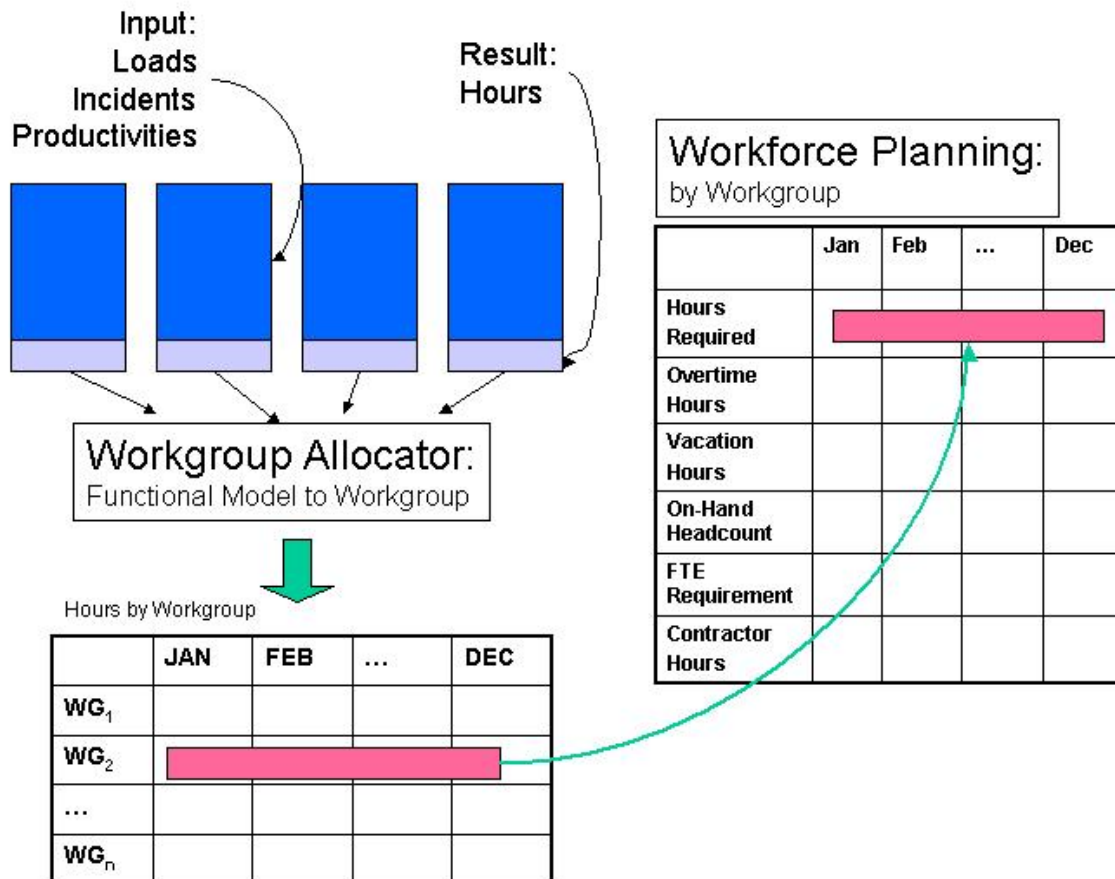 Input:
Loads
Incidents
Productivities
Result:
Hours
Workforce Planning:
by Workgroup
Jan Feb ... Dec
Hours
Required
Overtime
Hours
Vacation
Hours
On-Hand
Headcount
FTE
Requirement
Contractor
Hours
Workgroup Allocator:
Functional Model to Workgroup
Hours by Workgroup
JAN FEB ... DEC
WG₁
WG₂
...
WGₙ